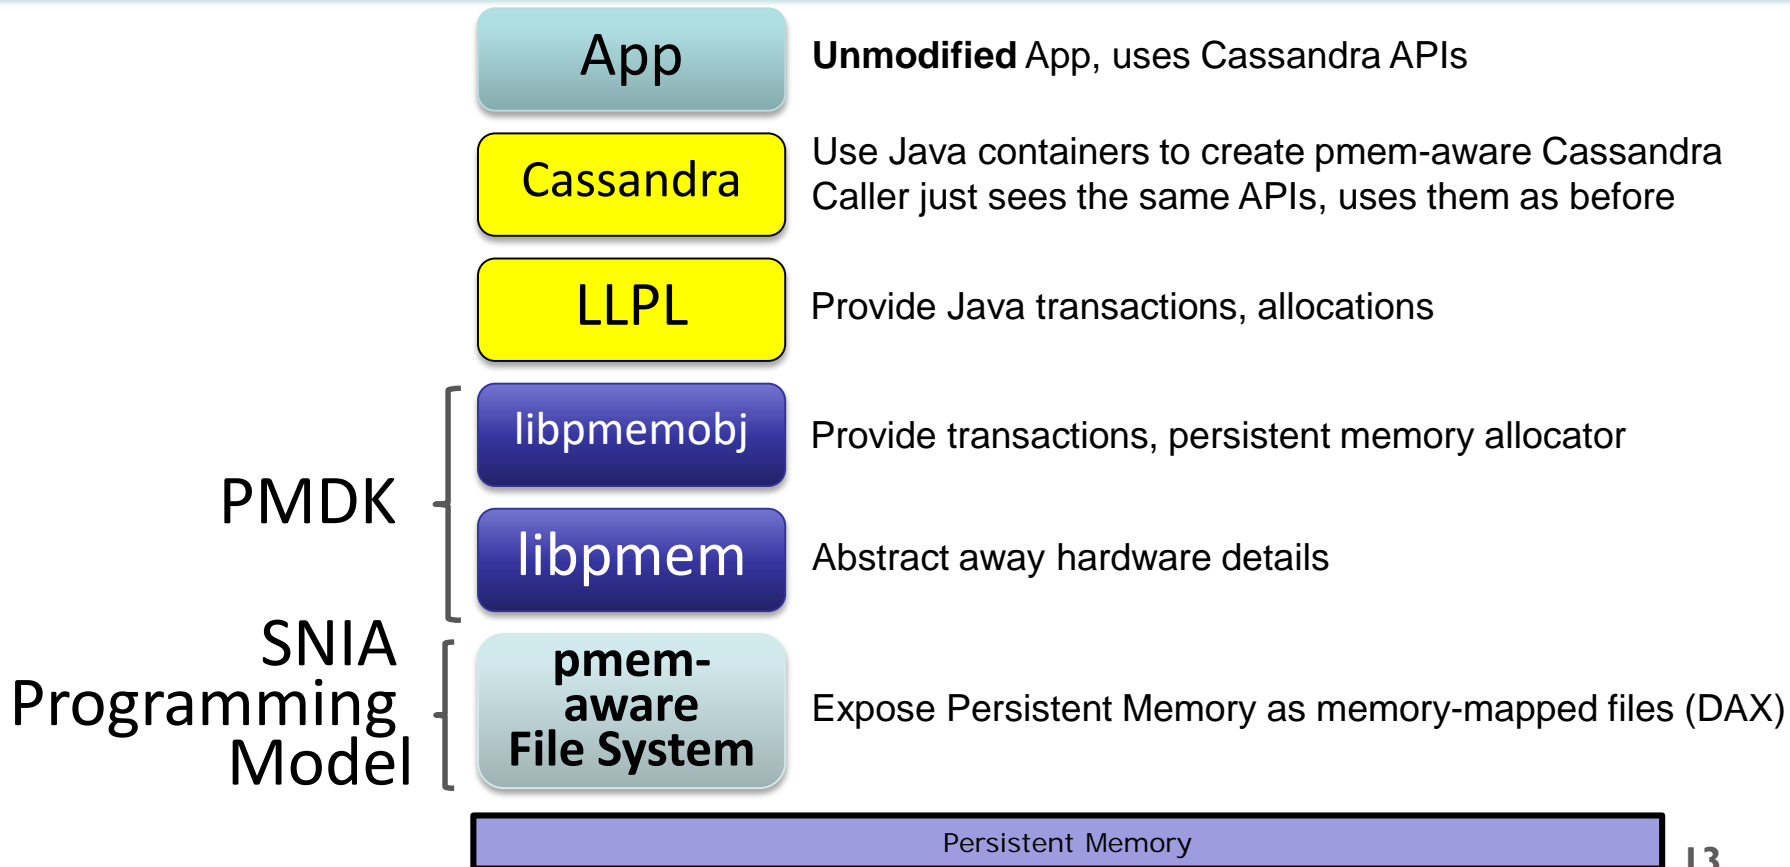 App
Unmodified App, uses Cassandra APIs
Cassandra
Use Java containers to create pmem-aware Cassandra
Caller just sees the same APIs, uses them as before
LLPL
Provide Java transactions, allocations
PMDK
libpmemobj
Provide transactions, persistent memory allocator
libpmem
Abstract away hardware details
SNIA
Programming
Model
pmem-
aware
File System
Expose Persistent Memory as memory-mapped files (DAX)
Persistent Memory
13